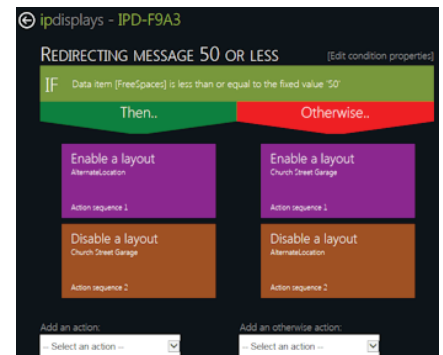 ipdisplays - IPD-F9A3
REDIRECTING MESSAGE 50 OR LESS
[Edit condition properties]
IF Data item [FreeSpaces] is less than or equal to the fixed value '50'
Then..
Otherwise..
Enable a layout
AlternateLocation
Action sequence 1
Enable a layout
Church Street Garage
Action sequence 1
Disable a layout
Church Street Garage
Action sequence 2
Disable a layout
AlternateLocation
Action sequence 2
Add an action:
-- Select an action --
Add an otherwise action:
-- Select an action --